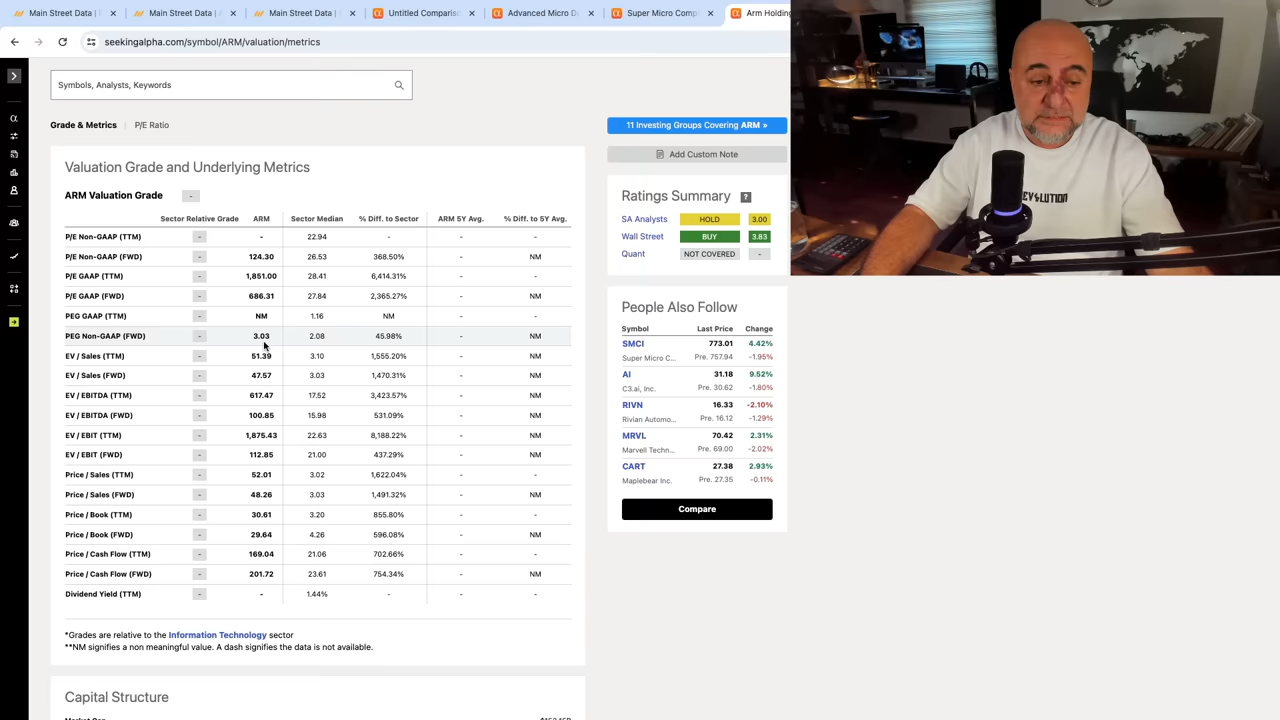 Main Street Data |
Main Street Data |
Main Street Data |
Untitled Comparis
Advanced Micro D
Super Micro Comp
Arm Holding
seekingalpha.com/symbol/ARM/valuation/metrics
Symbols, Analysts, Keywords
Grade & Metrics
P/E Ratio
11 Investing Groups Covering ARM »
Add Custom Note
Valuation Grade and Underlying Metrics
ARM Valuation Grade -
Sector Relative Grade ARM Sector Median % Diff. to Sector ARM 5Y Avg. % Diff. to 5Y Avg.
P/E Non-GAAP (TTM) - - 22.94 - - -
P/E Non-GAAP (FWD) - 124.30 26.53 368.50% - NM
P/E GAAP (TTM) - 1,851.00 28.41 6,414.31% - -
P/E GAAP (FWD) - 686.31 27.84 2,365.27% - NM
PEG GAAP (TTM) - NM 1.16 NM - -
PEG Non-GAAP (FWD) - 3.03 2.08 45.98% - NM
EV / Sales (TTM) - 51.39 3.10 1,555.20% - NM
EV / Sales (FWD) - 47.57 3.03 1,470.31% - NM
EV / EBITDA (TTM) - 617.47 17.52 3,423.57% - NM
EV / EBITDA (FWD) - 100.85 15.98 531.09% - NM
EV / EBIT (TTM) - 1,875.43 22.63 8,188.22% - NM
EV / EBIT (FWD) - 112.85 21.00 437.29% - NM
Price / Sales (TTM) - 52.01 3.02 1,622.04% - -
Price / Sales (FWD) - 48.26 3.03 1,491.32% - NM
Price / Book (TTM) - 30.61 3.20 855.80% - -
Price / Book (FWD) - 29.64 4.26 596.08% - NM
Price / Cash Flow (TTM) - 169.04 21.06 702.66% - -
Price / Cash Flow (FWD) - 201.72 23.61 754.34% - NM
Dividend Yield (TTM) - - 1.44% - - -
*Grades are relative to the Information Technology sector
**NM signifies a non meaningful value. A dash signifies the data is not available.
Capital Structure
Ratings Summary ?
SA Analysts HOLD 3.00
Wall Street BUY 3.83
Quant NOT COVERED -
People Also Follow
Symbol Last Price Change
SMCI 773.01 4.42%
Super Micro C... Pre. 757.94 -1.95%
AI 31.18 9.52%
C3.ai, Inc. Pre. 30.62 -1.80%
RIVN 16.33 -2.10%
Rivian Automo... Pre. 16.12 -1.29%
MRVL 70.42 2.31%
Marvell Techn... Pre. 69.00 -2.02%
CART 27.38 2.93%
Maplebear Inc. Pre. 27.35 -0.11%
Compare